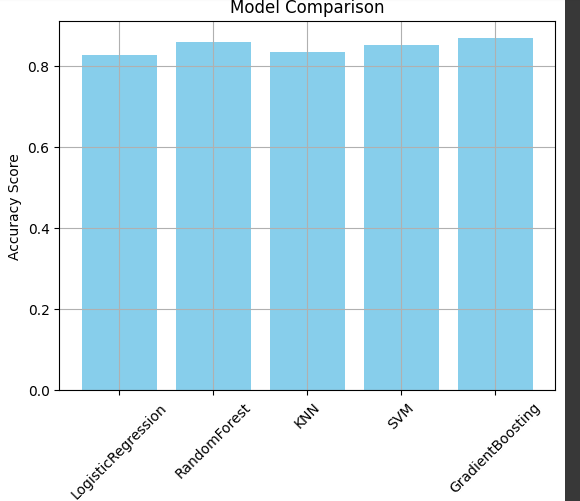 Model Comparison
Accuracy Score
0.8
0.6
0.4
0.2
0.0
LogisticRegression
RandomForest
KNN
SVM
GradientBoosting